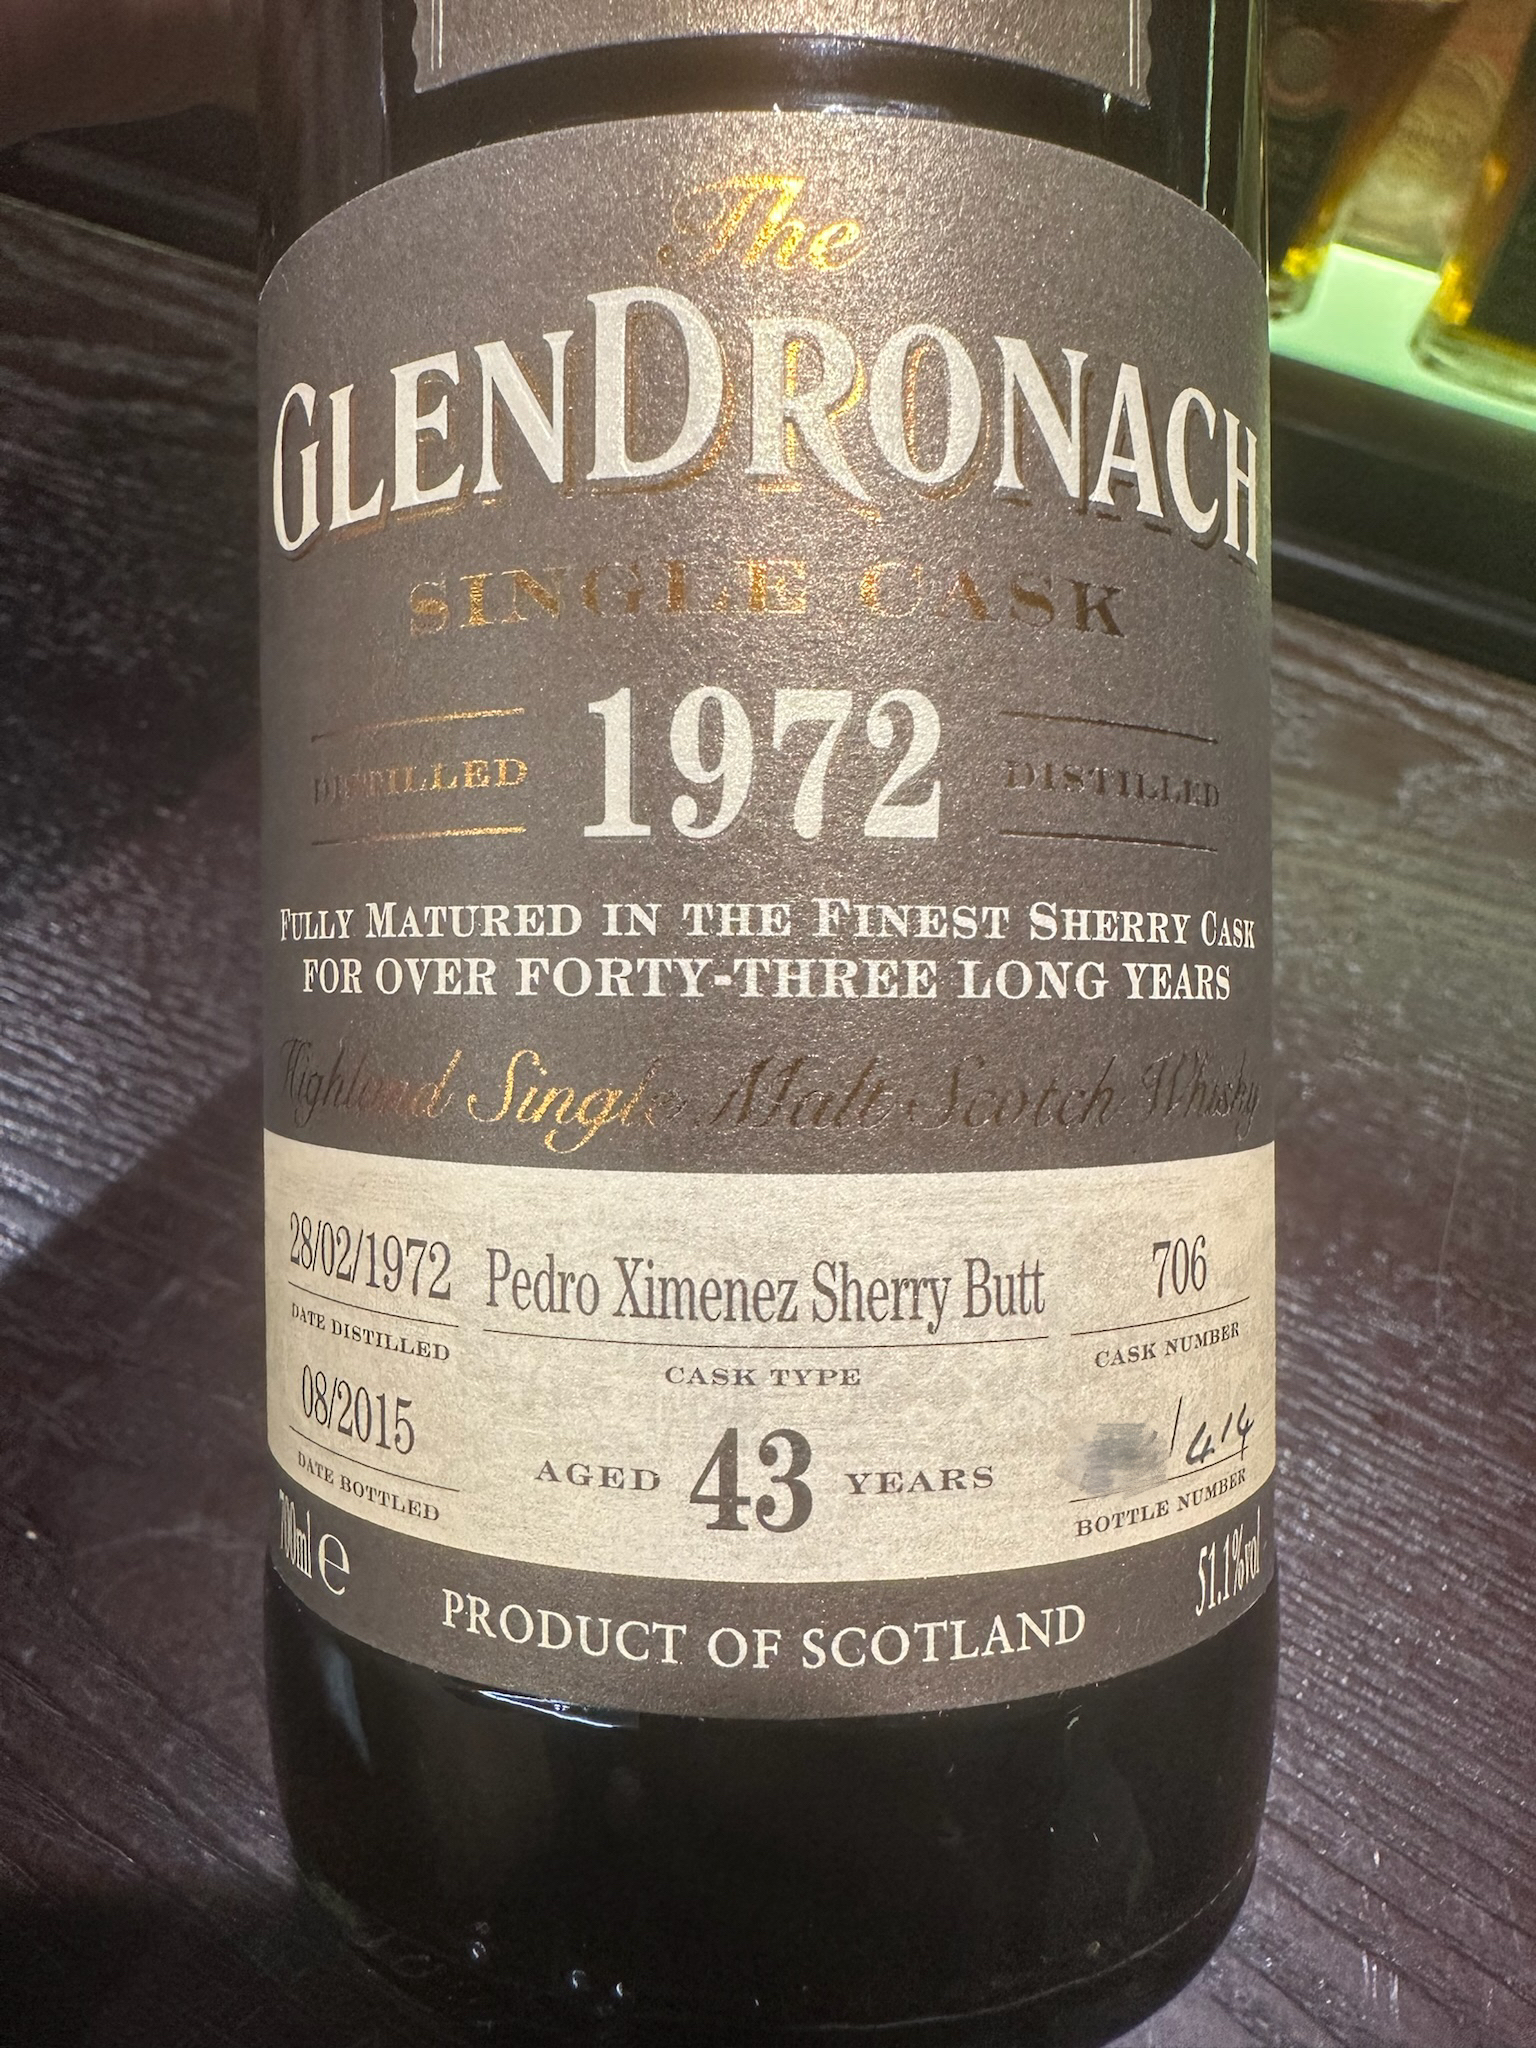 The
GLENDRONACH
SINGLE CASK
DISTILLED 1972 DISTILLED
FULLY MATURED IN THE FINEST SHERRY CASK
FOR OVER FORTY-THREE LONG YEARS
Highland Single Malt Scotch Whisky
28/02/1972
DATE DISTILLED
Pedro Ximenez Sherry Butt
CASK TYPE
706
CASK NUMBER
08/2015
DATE BOTTLED
AGED 43 YEARS
/414
BOTTLE NUMBER
700ml e
51.1%vol
PRODUCT OF SCOTLAND